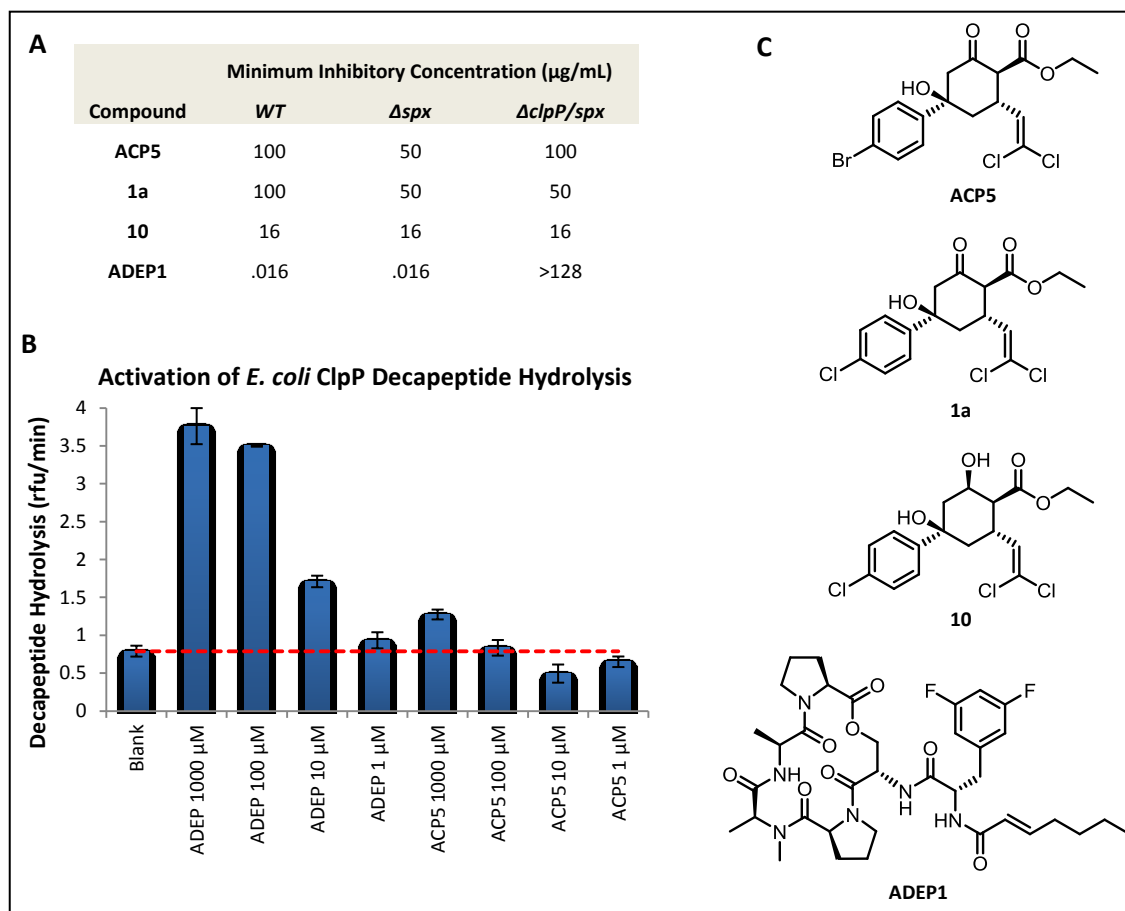 A
Minimum Inhibitory Concentration (µg/mL)
Compound WT Δspx ΔclpP/spx
ACP5 100 50 100
1a 100 50 50
10 16 16 16
ADEP1 .016 .016 >128
B
Activation of E. coli ClpP Decapeptide Hydrolysis
Decapeptide Hydrolysis (rfu/min)
4
3.5
3
2.5
2
1.5
1
0.5
0
Blank
ADEP 1000 µM
ADEP 100 µM
ADEP 10 µM
ADEP 1 µM
ACP5 1000 µM
ACP5 100 µM
ACP5 10 µM
ACP5 1 µM
C
O O
HO O
Br Cl Cl
ACP5
O O
HO O
Cl Cl Cl
1a
OH O
HO O
Cl Cl Cl
10
O F F
N O
O O O
NH O N
O O N H
N N HN
O
ADEP1